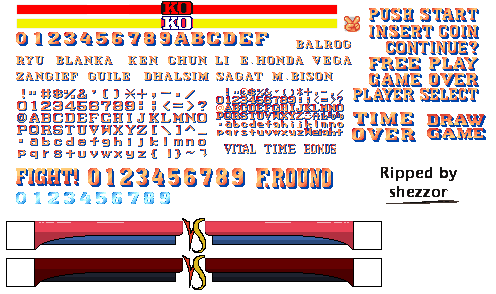 KO
KO
0123456789ABCDEF
BALROG
RYU BLANKA KEN CHUN LI E.HONDA VEGA
ZANGIEF GUILE DHALSIM SAGAT M.BISON
PUSH START
INSERT COIN
CONTINUE?
FREE PLAY
GAME OVER
PLAYER SELECT
TIME OVER
DRAW GAME
0123456789:;<=>?
@ABCDEFGHIJKLMNO
PQRSTUVWXYZ[\]^_
abcdefghijklmno
pqrstuvwxyz{|}~
VITAL TIME BONUS
FIGHT! 0123456789 F.ROUND
0123456789
Ripped by
shezzor
VS
VS